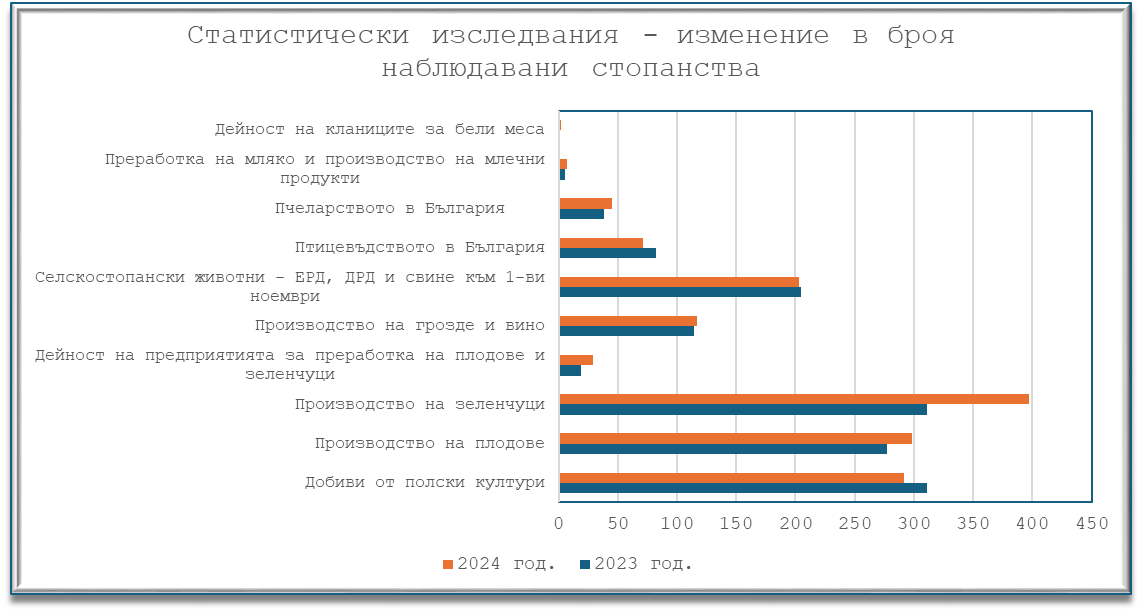 Статистически изследвания - изменение в броя
наблюдавани стопанства
Дейност на кланиците за бели меса
Преработка на мляко и производство на млечни
продукти
Пчеларството в България
Птицевъдството в България
Селскостопански животни – ЕРД, ДРД и свине към 1-ви
ноември
Производство на грозде и вино
Дейност на предприятията за преработка на плодове и
зеленчуци
Производство на зеленчуци
Производство на плодове
Добиви от полски култури
0 50 100 150 200 250 300 350 400 450
2024 год. 2023 год.